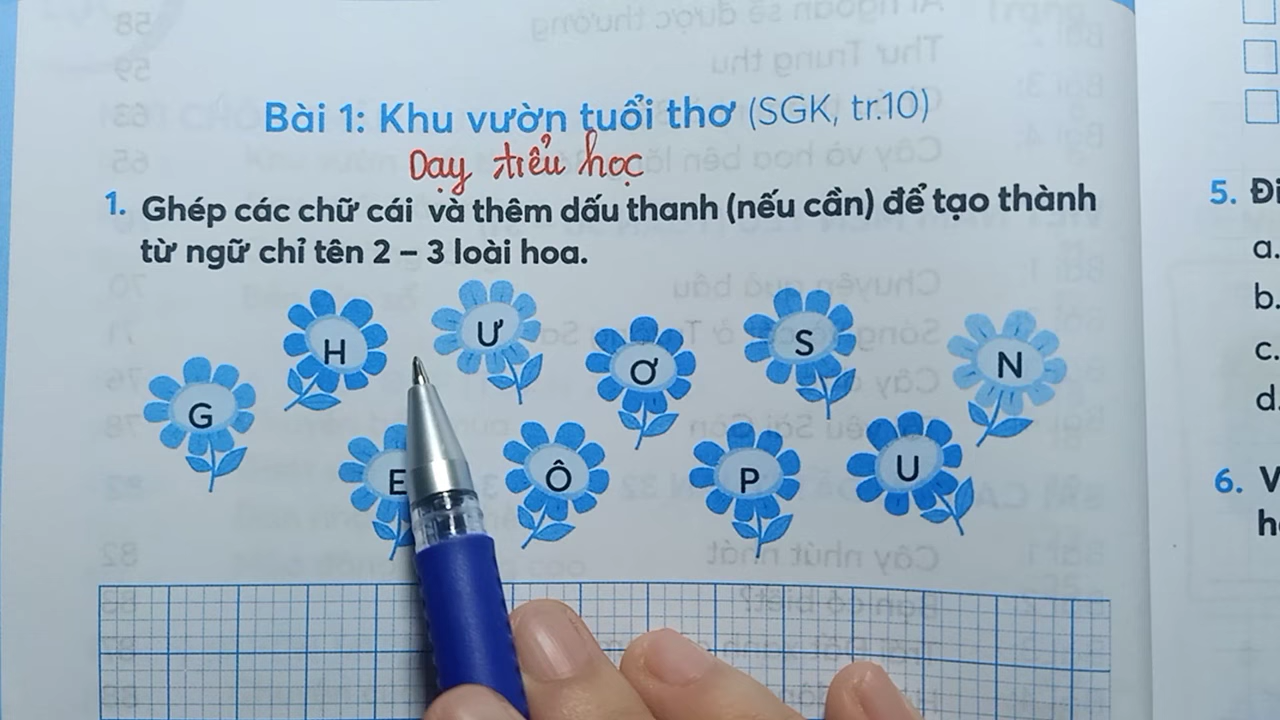 Bài 1: Khu vườn tuổi thơ (SGK, tr.10)
Dạy tiểu học
1. Ghép các chữ cái và thêm dấu thanh (nếu cần) để tạo thành
từ ngữ chỉ tên 2 – 3 loài hoa.
G H Ư Ơ S N
E Ô P U
5. Đi
a.
b.
c.
d.
6. V
h